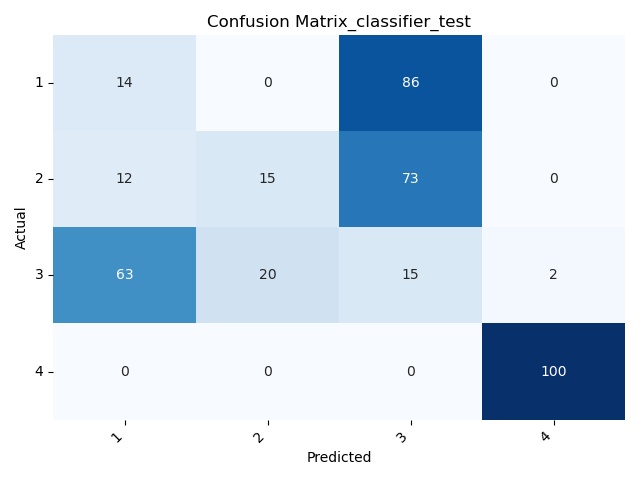 Confusion Matrix_classifier_test
Actual
1 14 0 86 0
2 12 15 73 0
3 63 20 15 2
4 0 0 0 100
1 2 3 4
Predicted